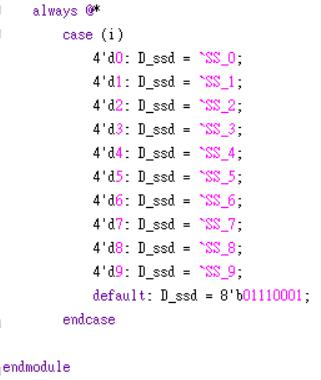 always @*
case (i)
4'd0: D_ssd = `SS_0;
4'd1: D_ssd = `SS_1;
4'd2: D_ssd = `SS_2;
4'd3: D_ssd = `SS_3;
4'd4: D_ssd = `SS_4;
4'd5: D_ssd = `SS_5;
4'd6: D_ssd = `SS_6;
4'd7: D_ssd = `SS_7;
4'd8: D_ssd = `SS_8;
4'd9: D_ssd = `SS_9;
default: D_ssd = 8'b01110001;
endcase
endmodule